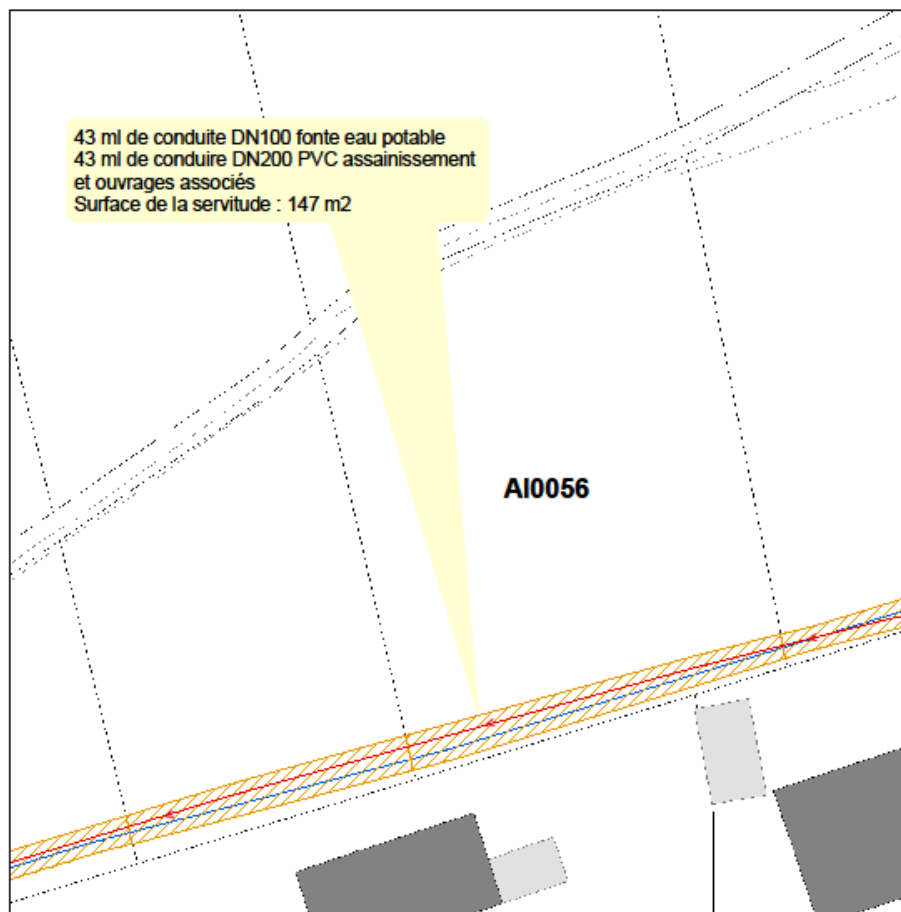 43 ml de conduite DN100 fonte eau potable
43 ml de conduire DN200 PVC assainissement
et ouvrages associés
Surface de la servitude : 147 m2
AI0056